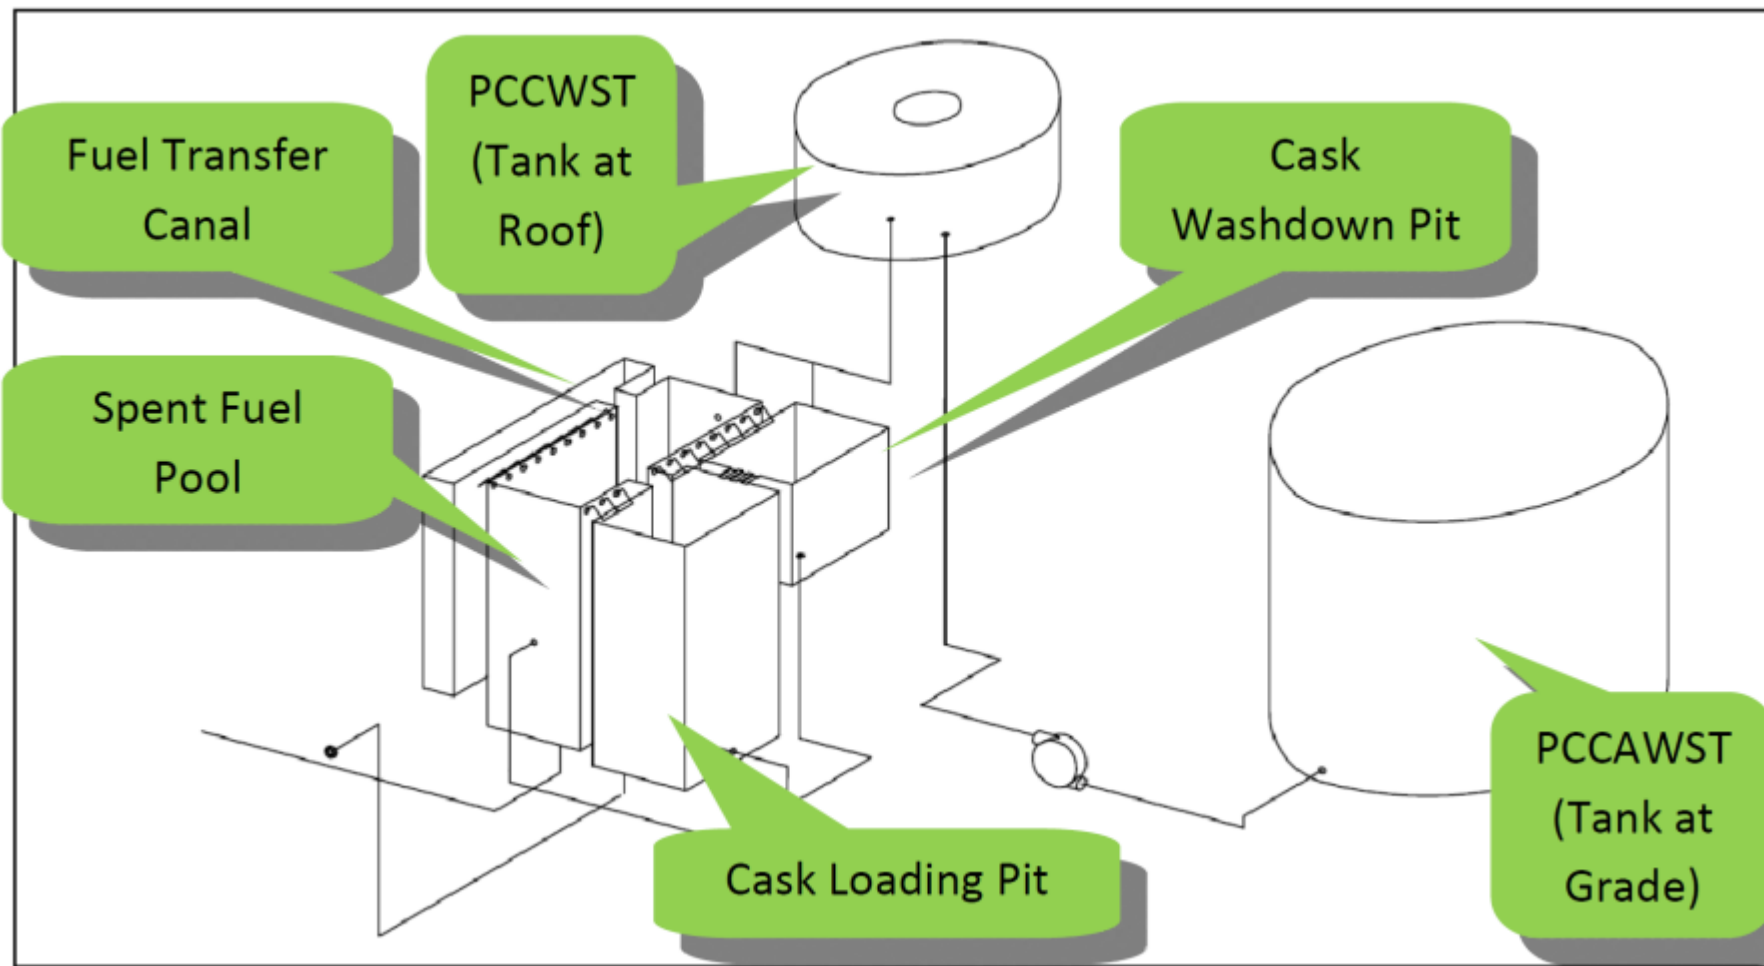 Fuel Transfer
Canal
PCCWST
(Tank at
Roof)
Cask
Washdown Pit
Spent Fuel
Pool
PCCAWST
(Tank at
Grade)
Cask Loading Pit